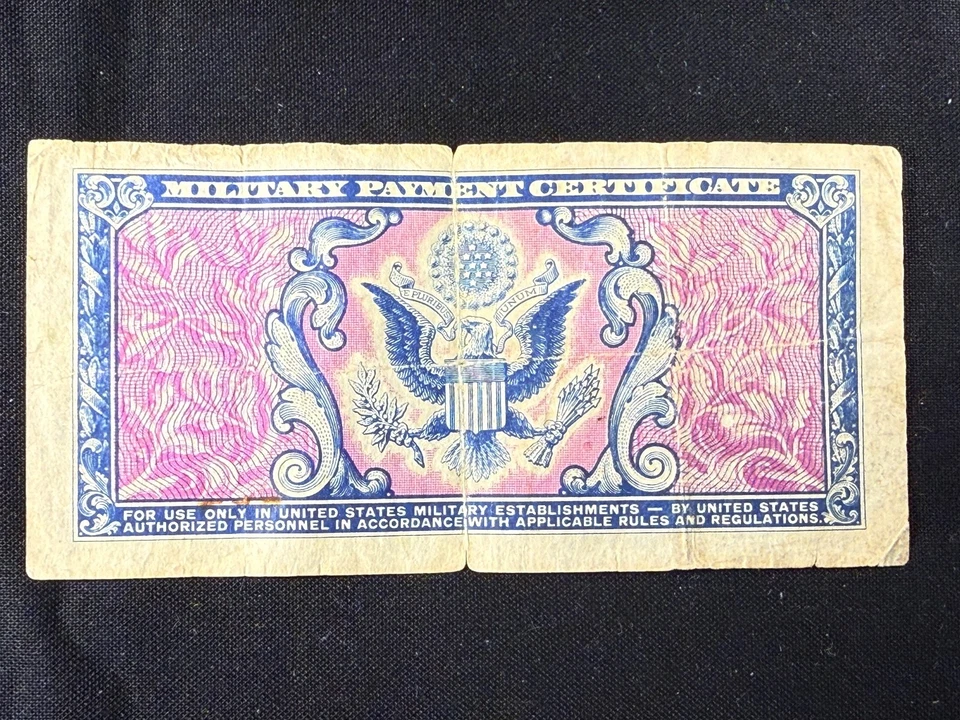 MILITARY PAYMENT CERTIFICATE
E PLURIBUS UNUM
FOR USE ONLY IN UNITED STATES MILITARY ESTABLISHMENTS — BY UNITED STATES
AUTHORIZED PERSONNEL IN ACCORDANCE WITH APPLICABLE RULES AND REGULATIONS.